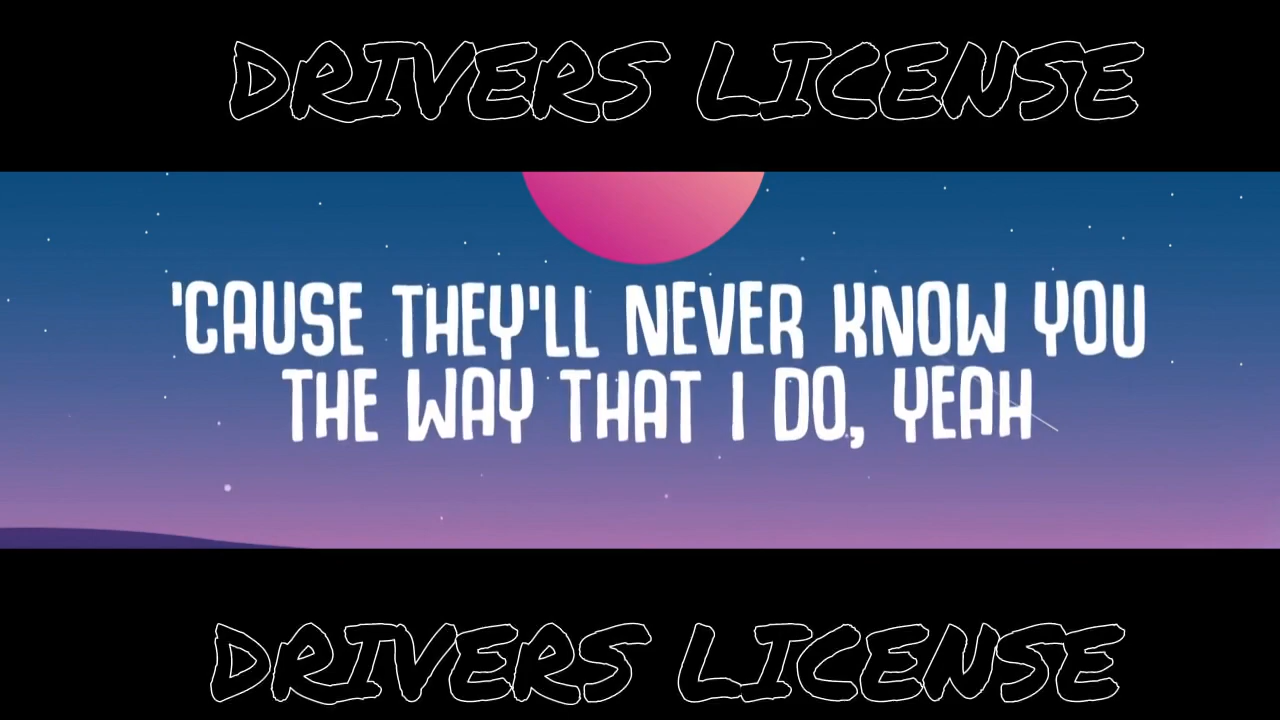 DRIVERS LICENSE
'CAUSE THEY'LL NEVER KNOW YOU
THE WAY THAT I DO, YEAH
DRIVERS LICENSE